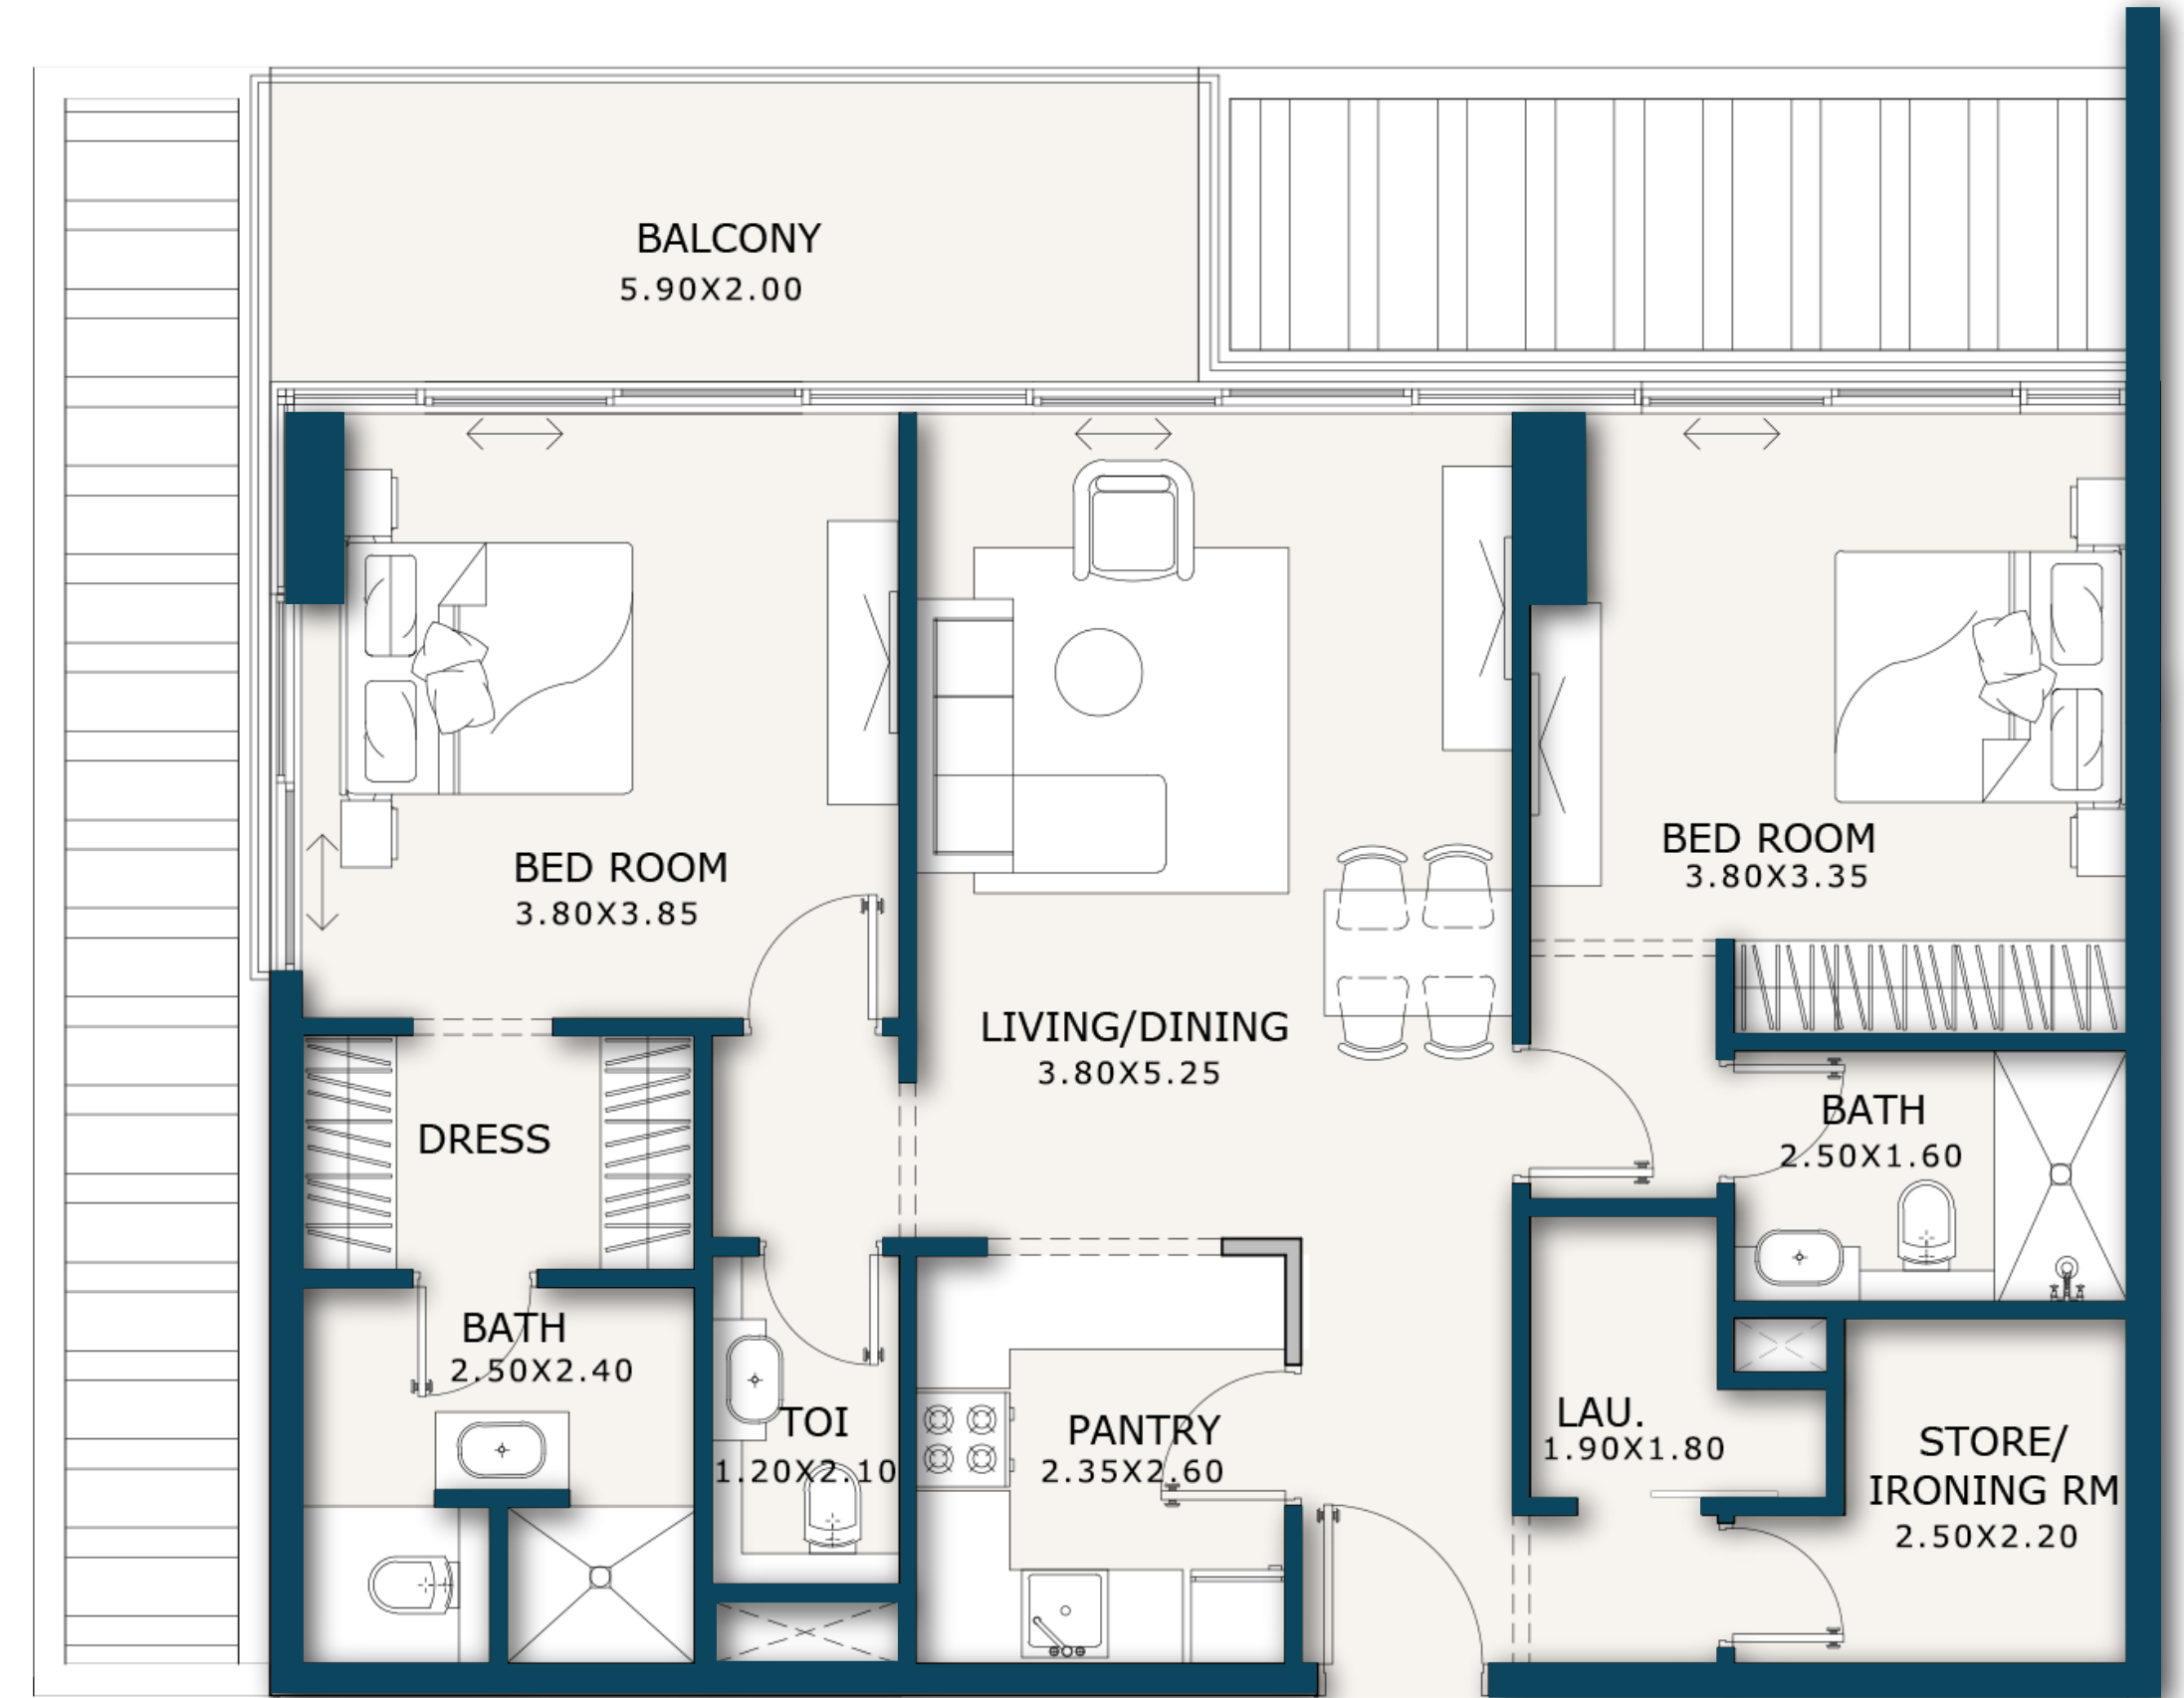 BALCONY
5.90X2.00
BED ROOM
3.80X3.85
LIVING/DINING
3.80X5.25
BED ROOM
3.80X3.35
DRESS
BATH
2.50X1.60
BATH
2.50X2.40
TOI
1.20X2.10
PANTRY
2.35X2.60
LAU.
1.90X1.80
STORE/
IRONING RM
2.50X2.20